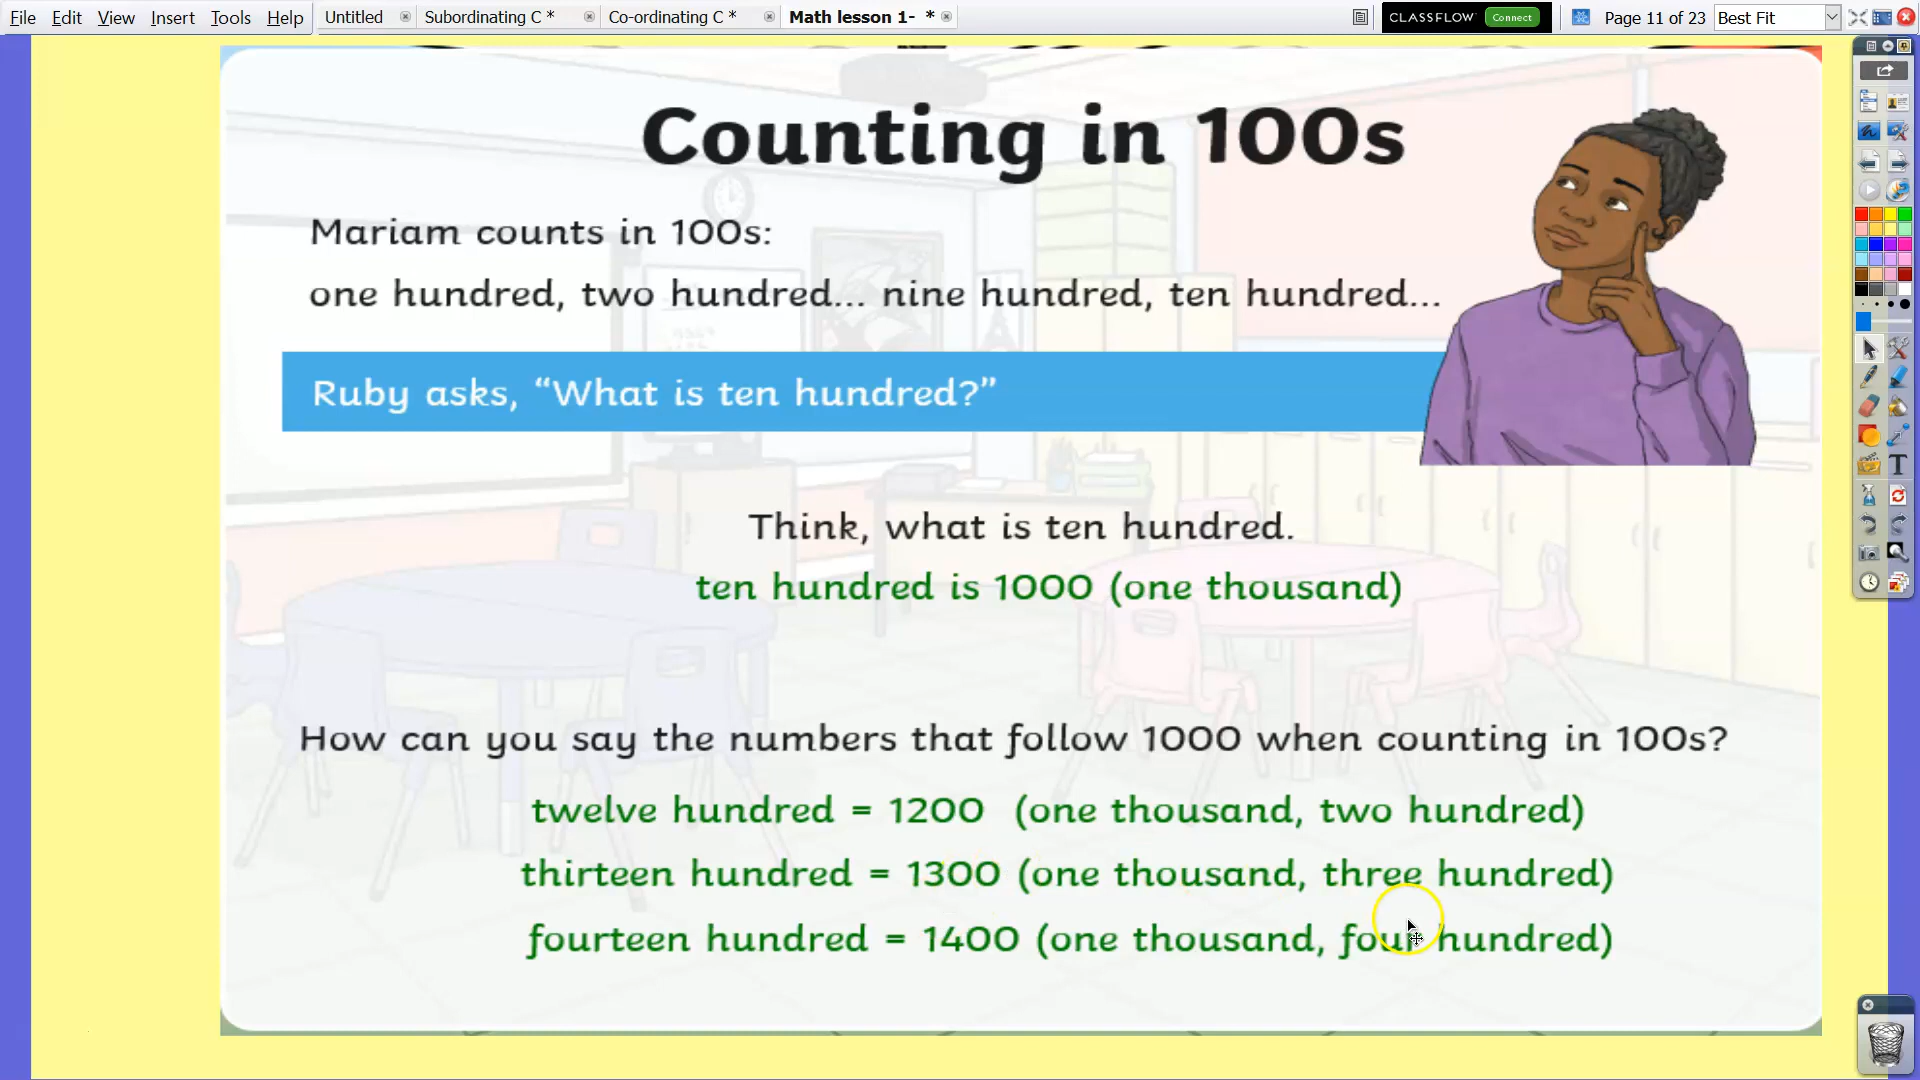 File Edit View Insert Tools Help Untitled Subordinating C * Co-ordinating C * Math lesson 1- * CLASSFLOW Connect Page 11 of 23 Best Fit
Counting in 100s
Mariam counts in 100s:
one hundred, two hundred... nine hundred, ten hundred...
Ruby asks, “What is ten hundred?”
Think, what is ten hundred.
ten hundred is 1000 (one thousand)
How can you say the numbers that follow 1000 when counting in 100s?
twelve hundred = 1200 (one thousand, two hundred)
thirteen hundred = 1300 (one thousand, three hundred)
fourteen hundred = 1400 (one thousand, four hundred)